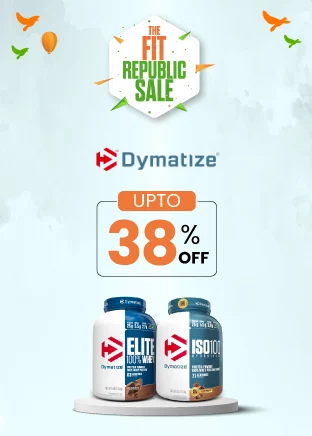 THE
FIT
REPUBLIC
SALE
Dymatize®
UPTO
38% OFF
Dymatize
ELITE
100% WHEY
Dymatize
ISO100